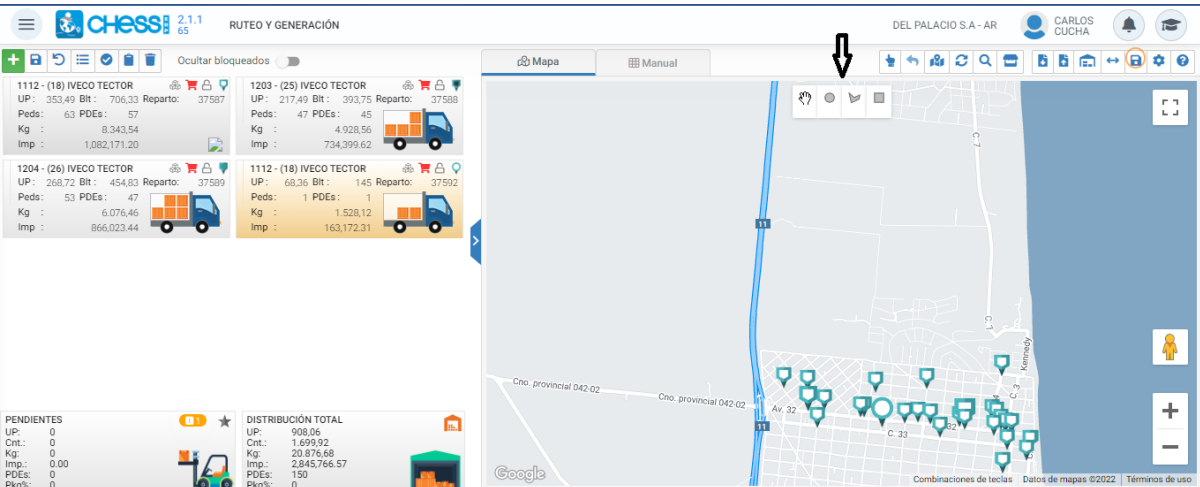 CHESS 2.1.1
65
RUTEO Y GENERACIÓN
DEL PALACIO S.A - AR
CARLOS
CUCHA
Ocultar bloqueados
1112 - (18) IVECO TECTOR
UP: 353,49 Blt: 706,33 Reparto: 37587
Peds: 63 PDEs: 57
Kg : 8.343,54
Imp : 1,082,171.20
1203 - (25) IVECO TECTOR
UP: 217,49 Blt: 393,75 Reparto: 37588
Peds: 47 PDEs: 45
Kg : 4.928,56
Imp : 734,399.62
1204 - (26) IVECO TECTOR
UP: 268,72 Blt: 454,83 Reparto: 37589
Peds: 53 PDEs: 47
Kg : 6.076,46
Imp : 866,023.44
1112 - (18) IVECO TECTOR
UP: 68,36 Blt: 145 Reparto: 37592
Peds: 1 PDEs: 1
Kg : 1.528,12
Imp : 163,172.31
PENDIENTES
1
UP: 0
Cnt.: 0
Kg: 0
Imp.: 0.00
PDEs: 0
Pkg%: 0
DISTRIBUCIÓN TOTAL
UP: 908,06
Cnt.: 1.699,92
Kg: 20.876,68
Imp.: 2,845,766.57
PDEs: 150
Pkg%: 0
Mapa
Manual
C. 7
11
C. 7
Kennedy
Cno. provincial 042-02
Cno. provincial 042-02
Av. 32
C. 3
11
32
C. 33
Google
Combinaciones de teclas
Datos de mapas ©2022
Términos de uso